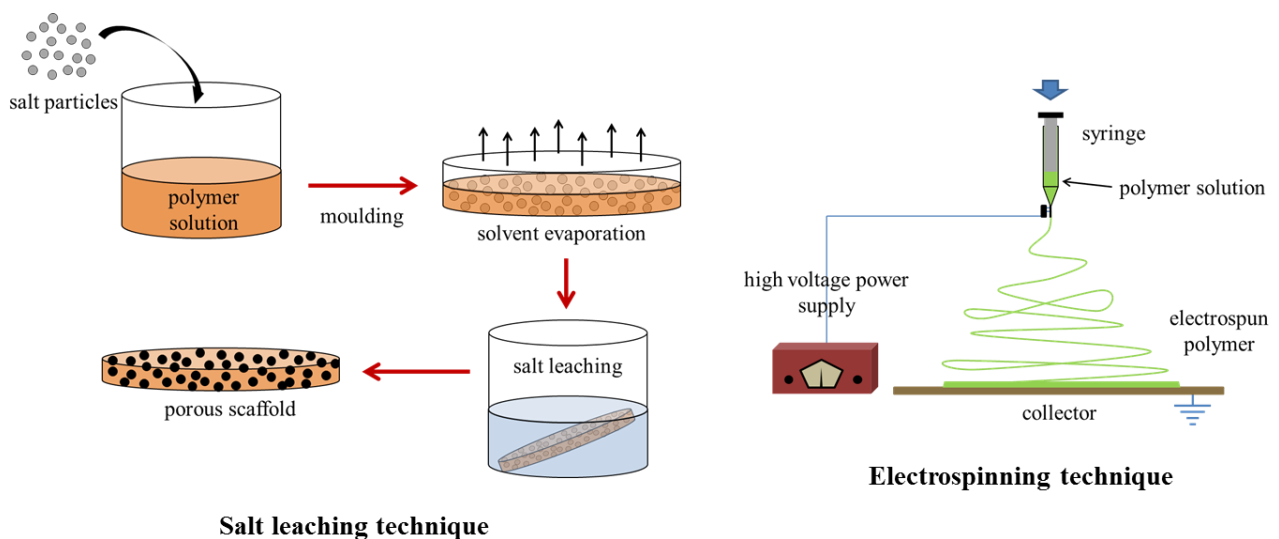 salt particles
polymer
solution
moulding
solvent evaporation
salt leaching
porous scaffold
Salt leaching technique
syringe
polymer solution
high voltage power
supply
electrospun
polymer
collector
Electrospinning technique